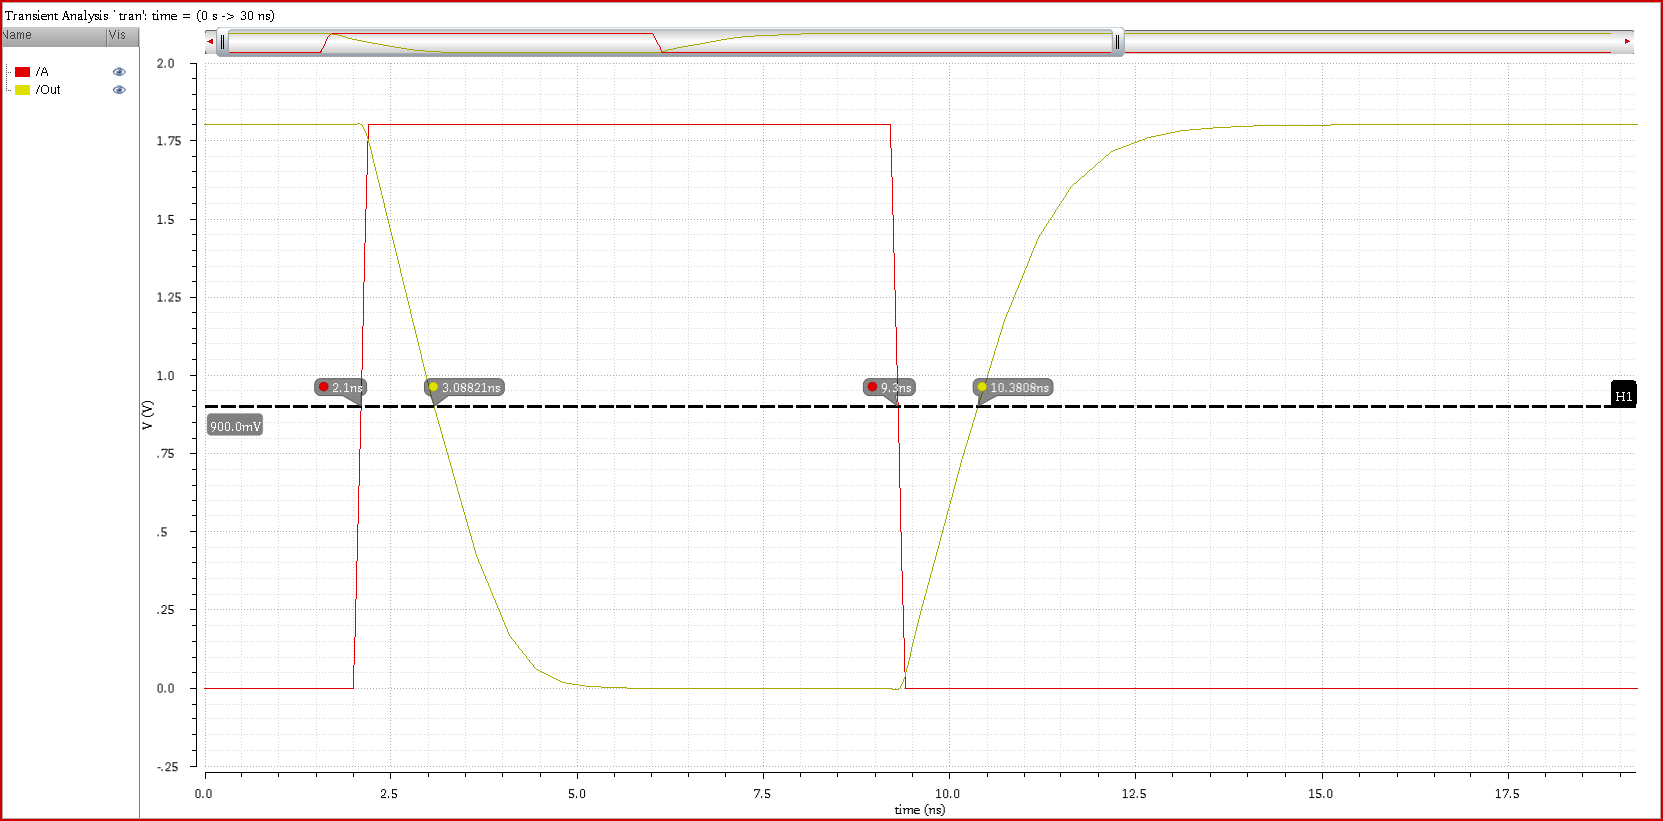 Transient Analysis `tran': time = (0 s -> 30 ns)
Name Vis
/A
/Out
2.0
1.75
1.5
1.25
1.0
.75
.5
.25
0.0
-.25
V (V)
2.1ns
3.08821ns
9.3ns
10.3808ns
H1
900.0mV
0.0 2.5 5.0 7.5 10.0 12.5 15.0 17.5
time (ns)